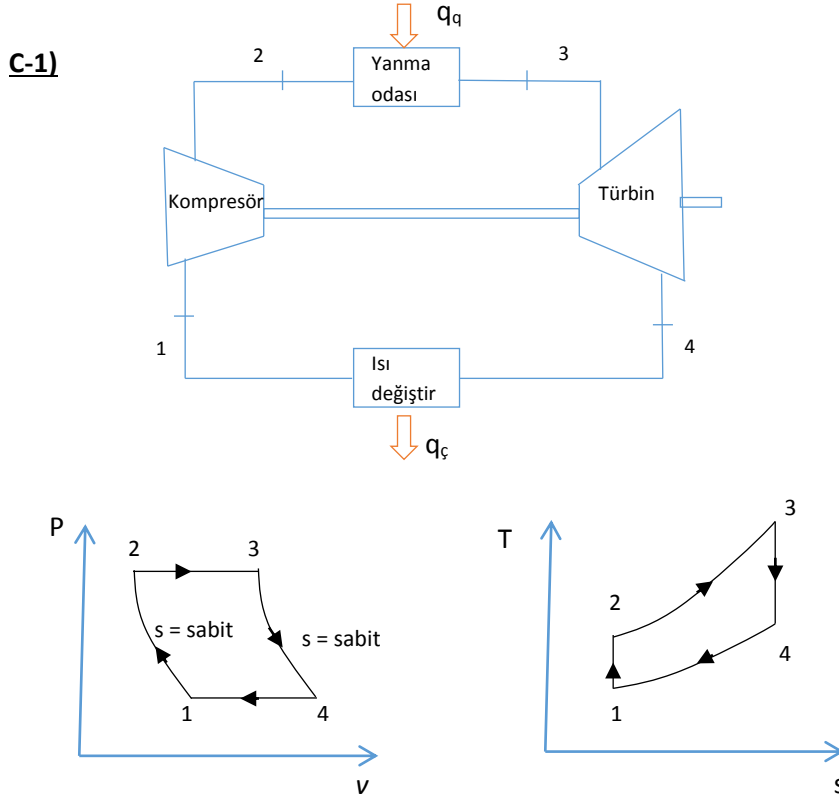 q_q
C-1)
2
Yanma
odası
3
Kompresör
Türbin
1
Isı
değiştir
4
q_ç
P
2
3
s = sabit
s = sabit
1
4
v
T
3
2
4
1
s